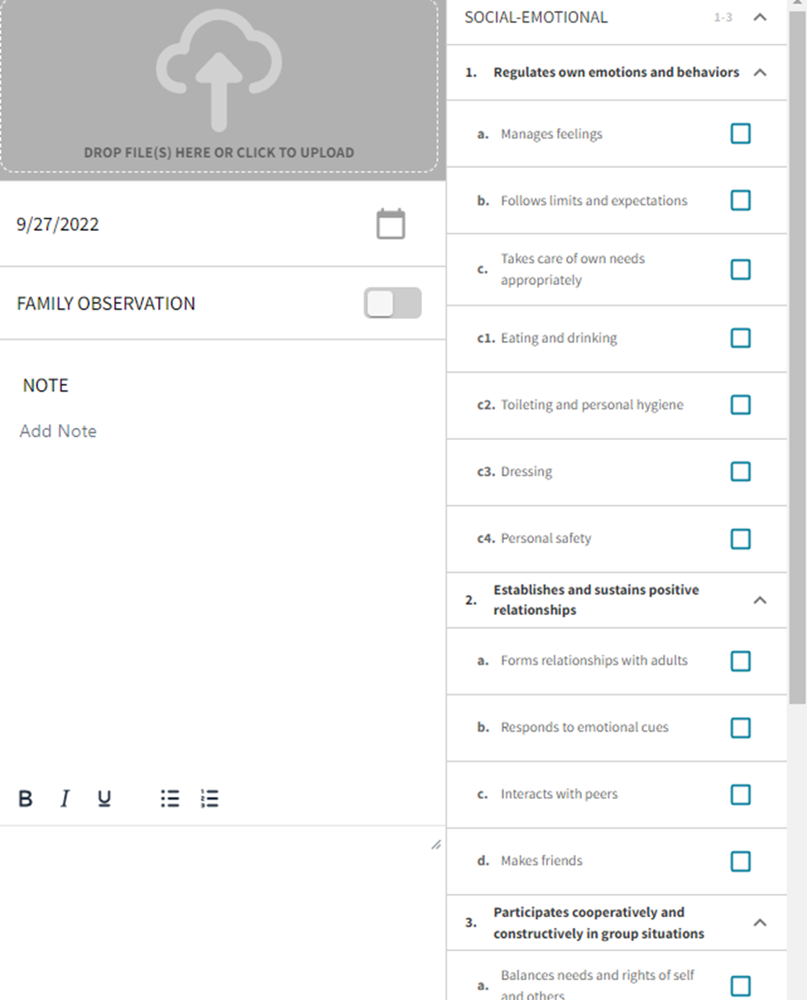 DROP FILE(S) HERE OR CLICK TO UPLOAD
9/27/2022
FAMILY OBSERVATION
NOTE
Add Note
B I U
SOCIAL-EMOTIONAL 1-3
1. Regulates own emotions and behaviors
a. Manages feelings
b. Follows limits and expectations
c. Takes care of own needs
appropriately
c1. Eating and drinking
c2. Toileting and personal hygiene
c3. Dressing
c4. Personal safety
2. Establishes and sustains positive
relationships
a. Forms relationships with adults
b. Responds to emotional cues
c. Interacts with peers
d. Makes friends
3. Participates cooperatively and
constructively in group situations
a. Balances needs and rights of self
and others